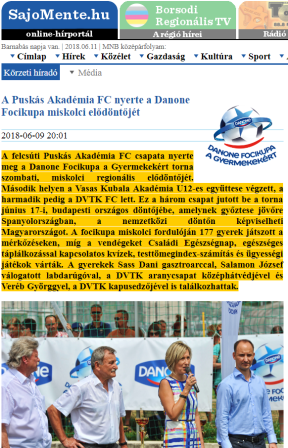 SajoMente.hu
online-hírportál
Borsodi
Regionális TV
A régió hírei
Rádió
Barnabás napja van. | 2018.06.11 | MNB középárfolyam:
Címlap Hírek Közélet Gazdaság Kultúra Sport
Körzeti híradó Média
A Puskás Akadémia FC nyerte a Danone
Focikupa miskolci elődöntőjét
2018-06-09 20:01
DANONE FOCIKUPA
A GYERMEKEKÉRT
A felcsúti Puskás Akadémia FC csapata nyerte
meg a Danone Focikupa a Gyermekekért torna
szombati, miskolci regionális elődöntőjét.
Második helyen a Vasas Kubala Akadémia U12-es együttese végzett, a
harmadik pedig a DVTK FC lett. Ez a három csapat jutott be a torna
június 17-i, budapesti országos döntőjébe, amelynek győztese jövőre
Spanyolországban, a nemzetközi döntőn képviselheti
Magyarországot. A focikupa miskolci fordulóján 177 gyerek játszott a
mérkőzéseken, míg a vendégeket Családi Egészségnap, egészséges
táplálkozással kapcsolatos kvízek, testtömegindex-számítás és ügyességi
játékok várták. A gyerekek Sass Dani gasztroarccal, Salamon József
válogatott labdarúgóval, a DVTK aranycsapat középhátvédjével és
Veréb Györggyel, a DVTK kapusedzőjével is találkozhattak.
DANONE